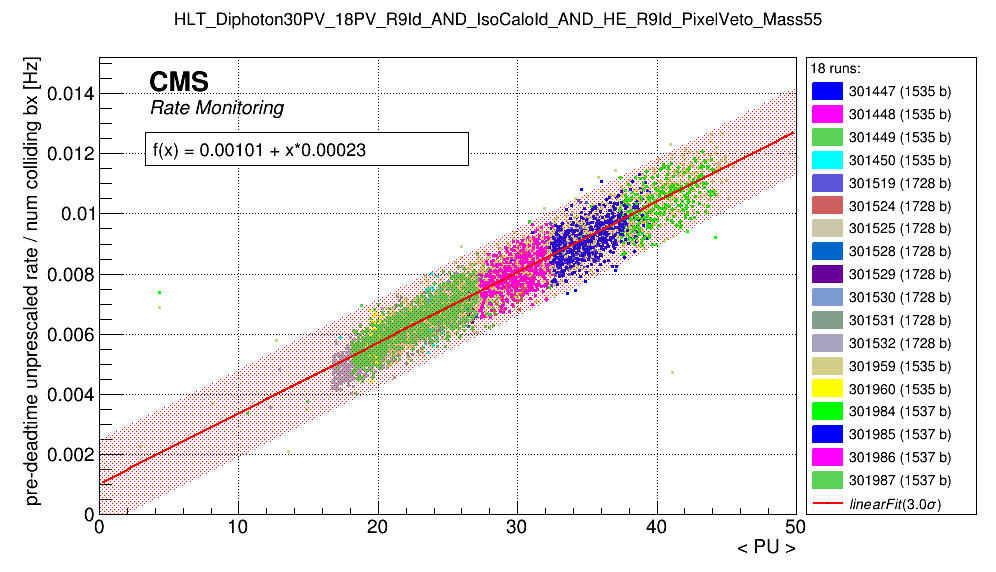 HLT_Diphoton30PV_18PV_R9Id_AND_IsoCaloId_AND_HE_R9Id_PixelVeto_Mass55
pre-deadtime unprescaled rate / num colliding bx [Hz]
CMS
Rate Monitoring
f(x) = 0.00101 + x*0.00023
0.014
0.012
0.01
0.008
0.006
0.004
0.002
0
0 10 20 30 40 50
< PU >
18 runs:
301447 (1535 b)
301448 (1535 b)
301449 (1535 b)
301450 (1535 b)
301519 (1728 b)
301524 (1728 b)
301525 (1728 b)
301528 (1728 b)
301529 (1728 b)
301530 (1728 b)
301531 (1728 b)
301532 (1728 b)
301959 (1535 b)
301960 (1535 b)
301984 (1537 b)
301985 (1537 b)
301986 (1537 b)
301987 (1537 b)
linearFit(3.0σ)